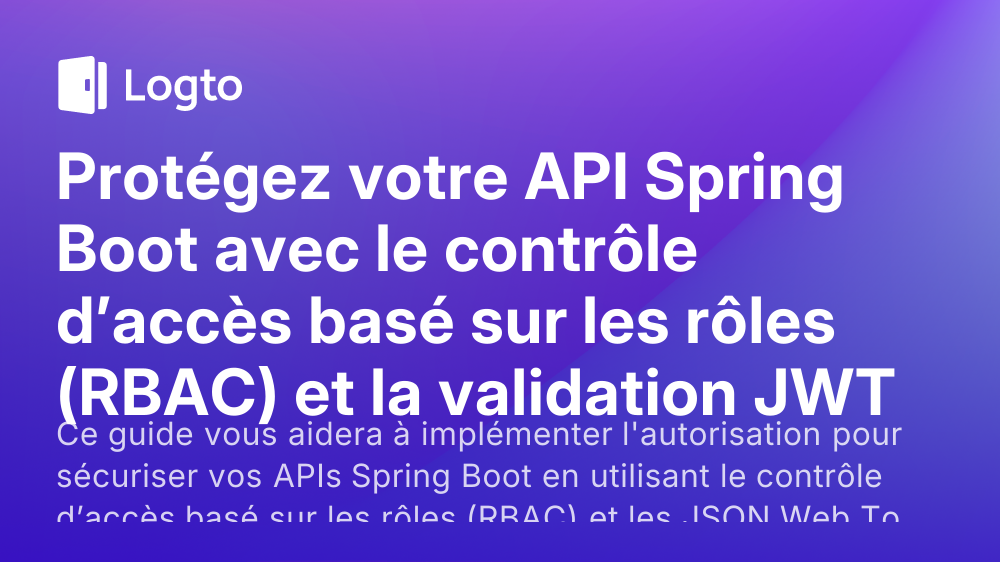 Logto
Protégez votre API Spring
Boot avec le contrôle
d’accès basé sur les rôles
(RBAC) et la validation JWT
Ce guide vous aidera à implémenter l'autorisation pour
sécuriser vos APIs Spring Boot en utilisant le contrôle
d’accès basé sur les rôles (RBAC) et les JSON Web To